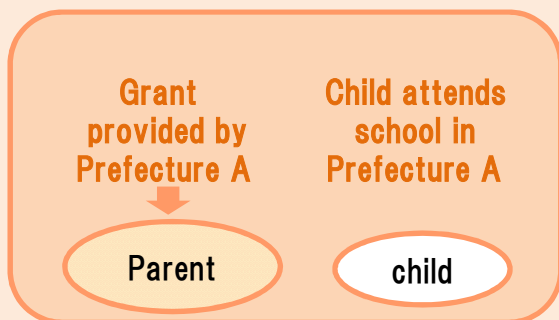 Grant
provided by
Prefecture A
Child attends
school in
Prefecture A
Parent
child